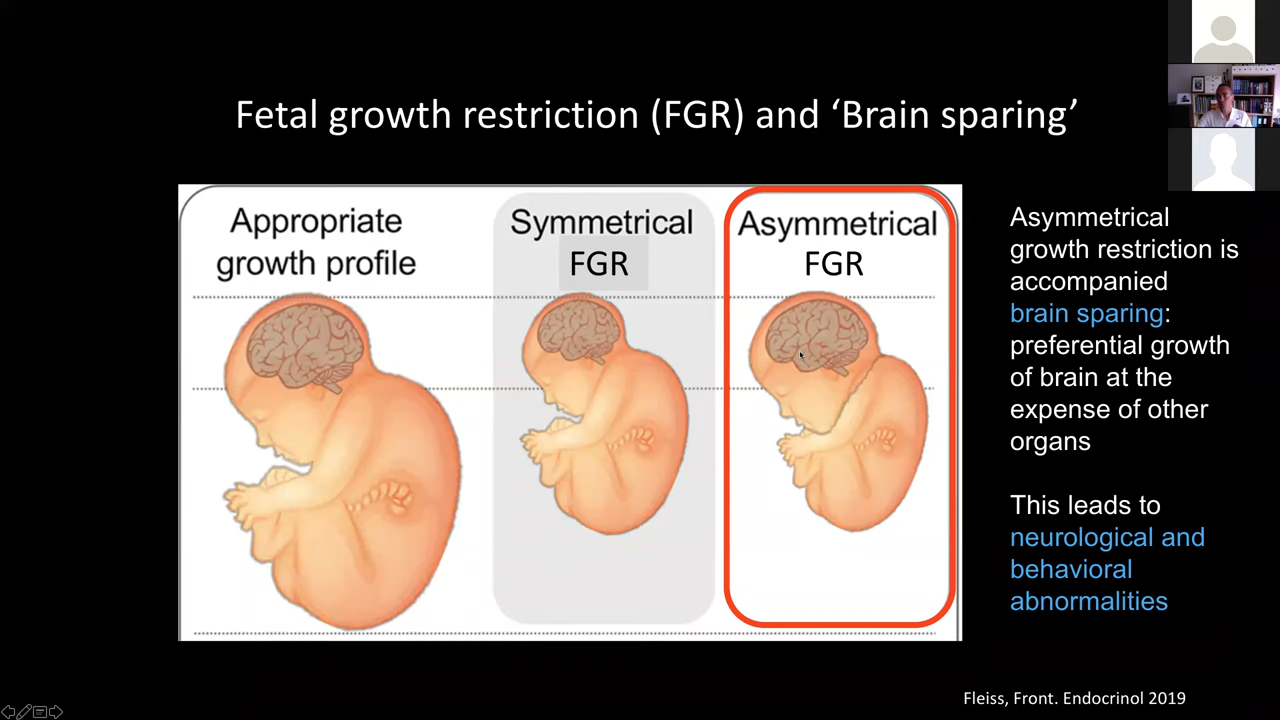 Fetal growth restriction (FGR) and ‘Brain sparing’
Appropriate
growth profile
Symmetrical
FGR
Asymmetrical
FGR
Asymmetrical
growth restriction is
accompanied
brain sparing:
preferential growth
of brain at the
expense of other
organs
This leads to
neurological and
behavioral
abnormalities
Fleiss, Front. Endocrinol 2019